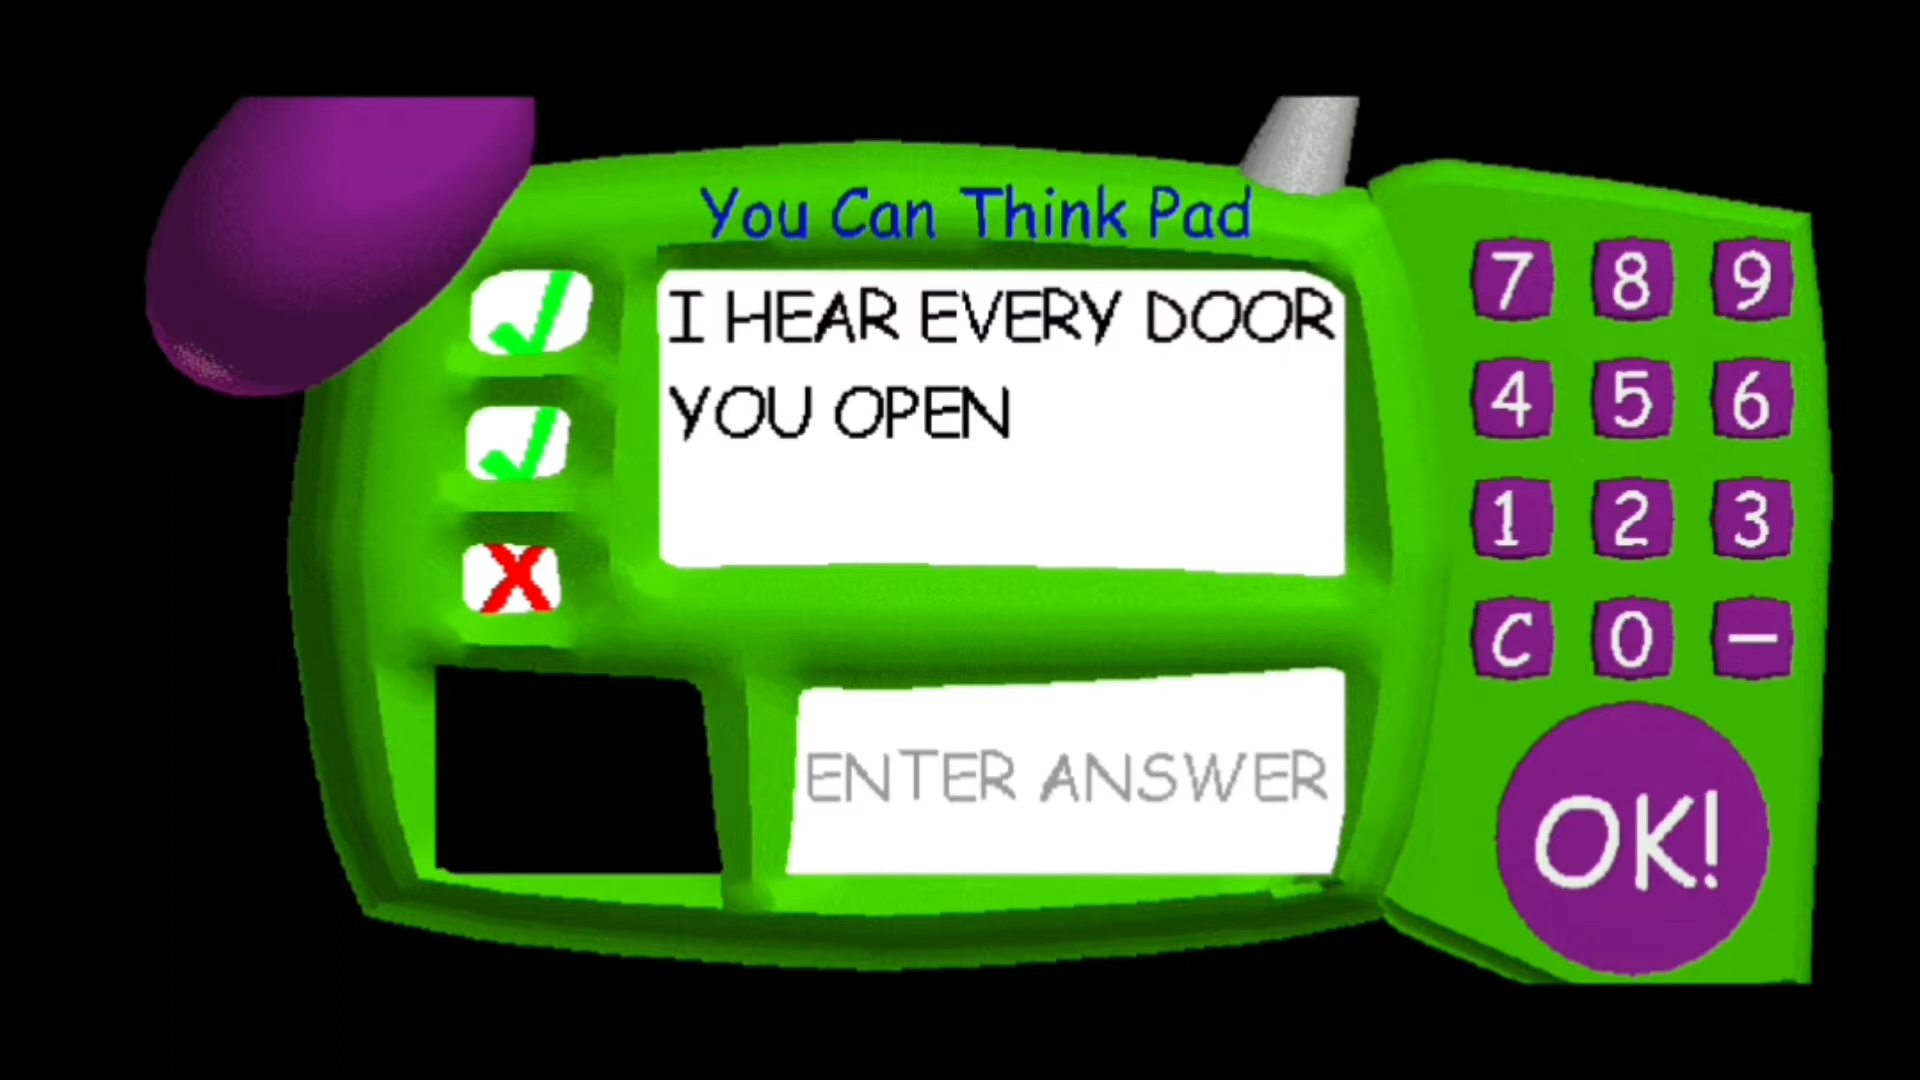 You Can Think Pad
I HEAR EVERY DOOR
YOU OPEN
ENTER ANSWER
7 8 9
4 5 6
1 2 3
C 0 −
OK!